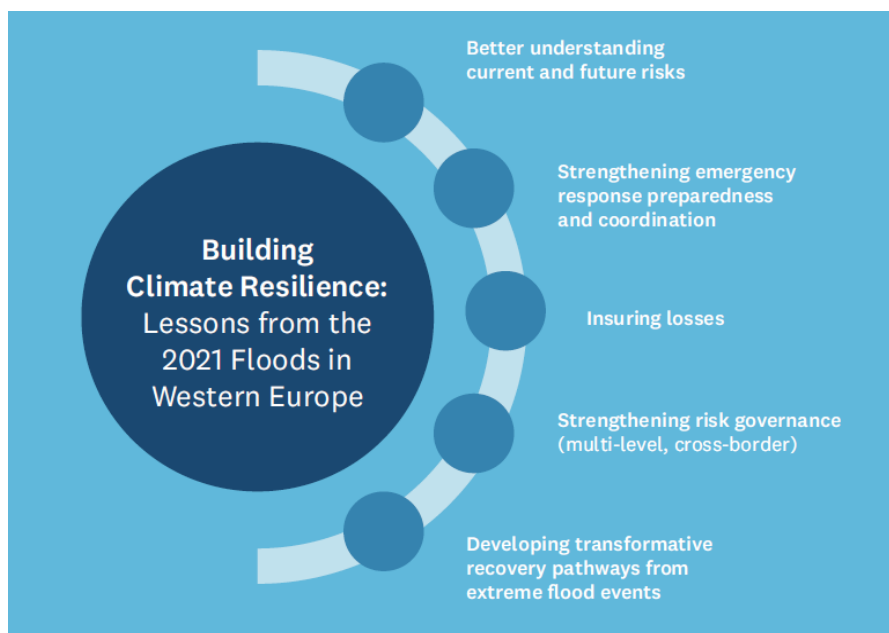 Better understanding
current and future risks
Strengthening emergency
response preparedness
and coordination
Building
Climate Resilience:
Lessons from the
2021 Floods in
Western Europe
Insuring losses
Strengthening risk governance
(multi-level, cross-border)
Developing transformative
recovery pathways from
extreme flood events